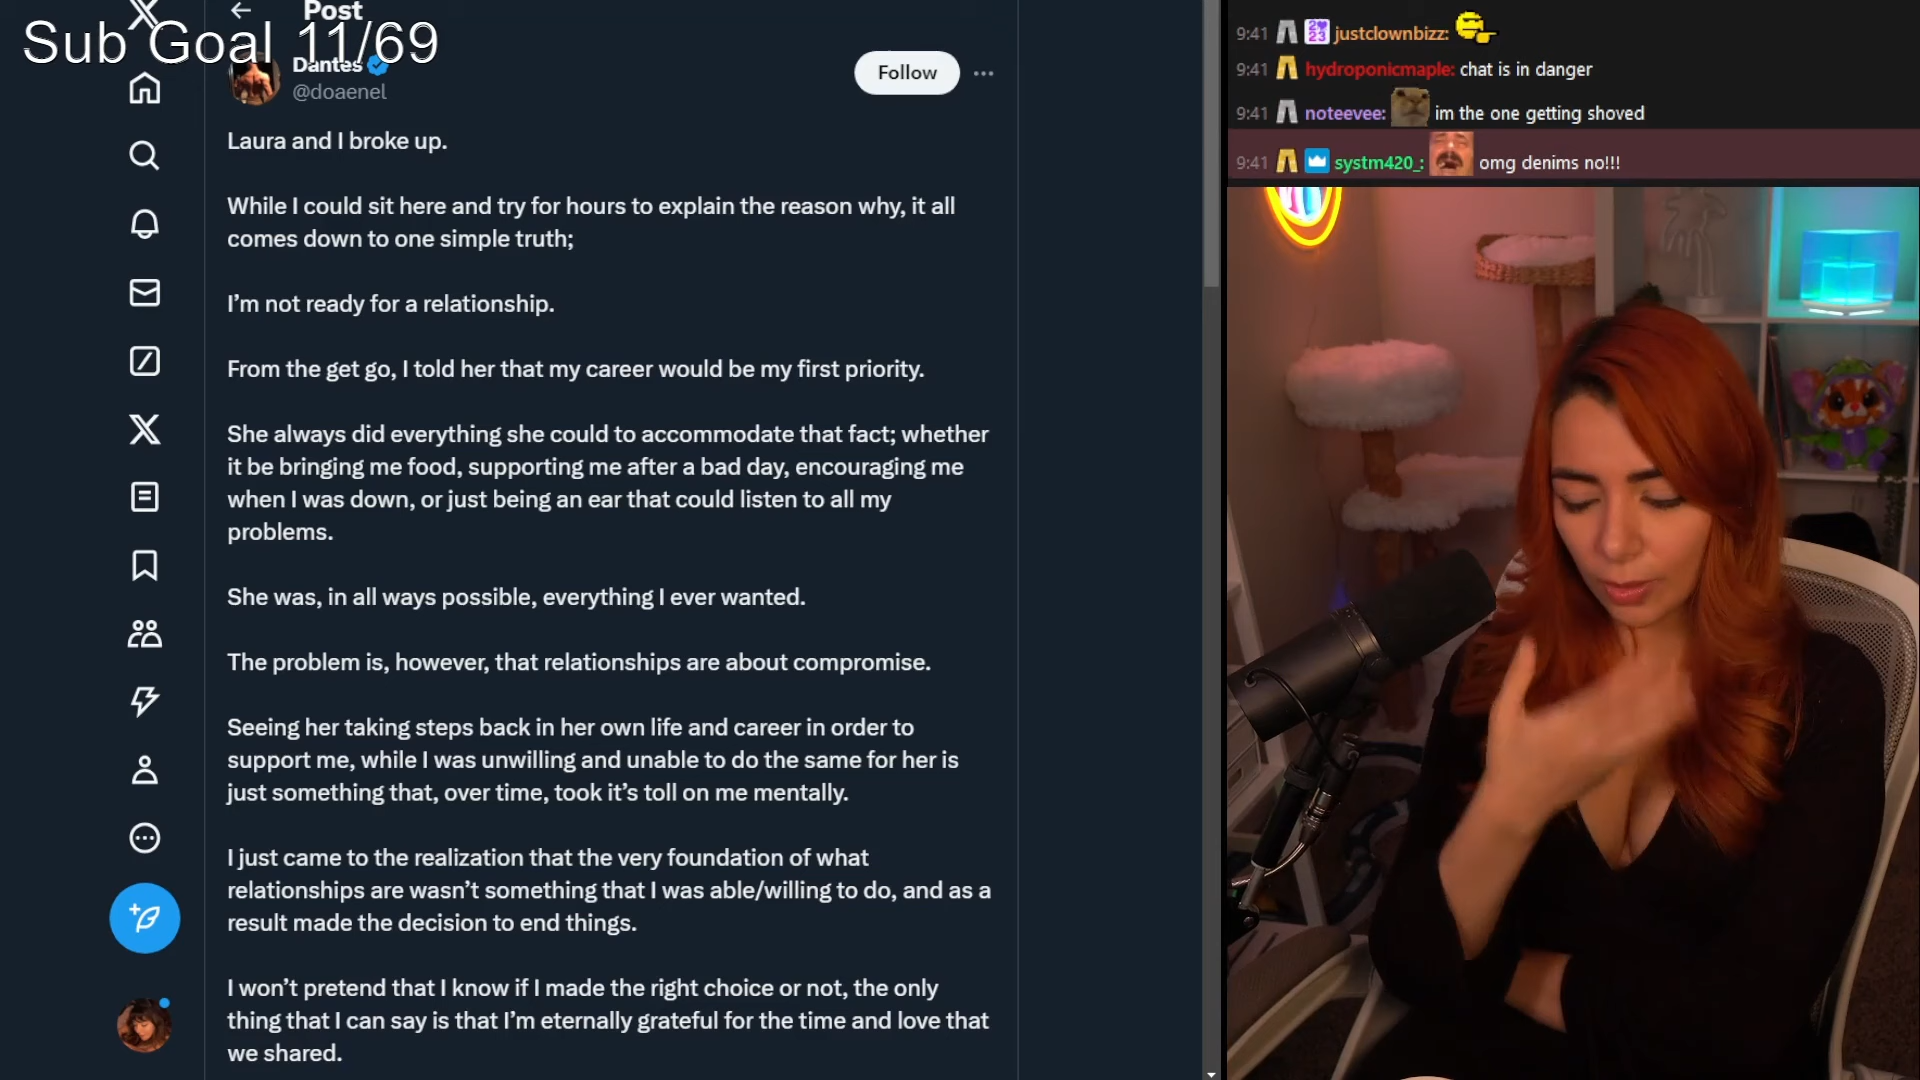 Post
Sub Goal 11/69
Dantes
@doaenel
Follow
Laura and I broke up.
While I could sit here and try for hours to explain the reason why, it all
comes down to one simple truth;
I’m not ready for a relationship.
From the get go, I told her that my career would be my first priority.
She always did everything she could to accommodate that fact; whether
it be bringing me food, supporting me after a bad day, encouraging me
when I was down, or just being an ear that could listen to all my
problems.
She was, in all ways possible, everything I ever wanted.
The problem is, however, that relationships are about compromise.
Seeing her taking steps back in her own life and career in order to
support me, while I was unwilling and unable to do the same for her is
just something that, over time, took it’s toll on me mentally.
I just came to the realization that the very foundation of what
relationships are wasn’t something that I was able/willing to do, and as a
result made the decision to end things.
I won’t pretend that I know if I made the right choice or not, the only
thing that I can say is that I’m eternally grateful for the time and love that
we shared.
9:41 2023 justclownbizz:
9:41 hydroponicmaple: chat is in danger
9:41 noteevee: im the one getting shoved
9:41 systm420_: omg denims no!!!